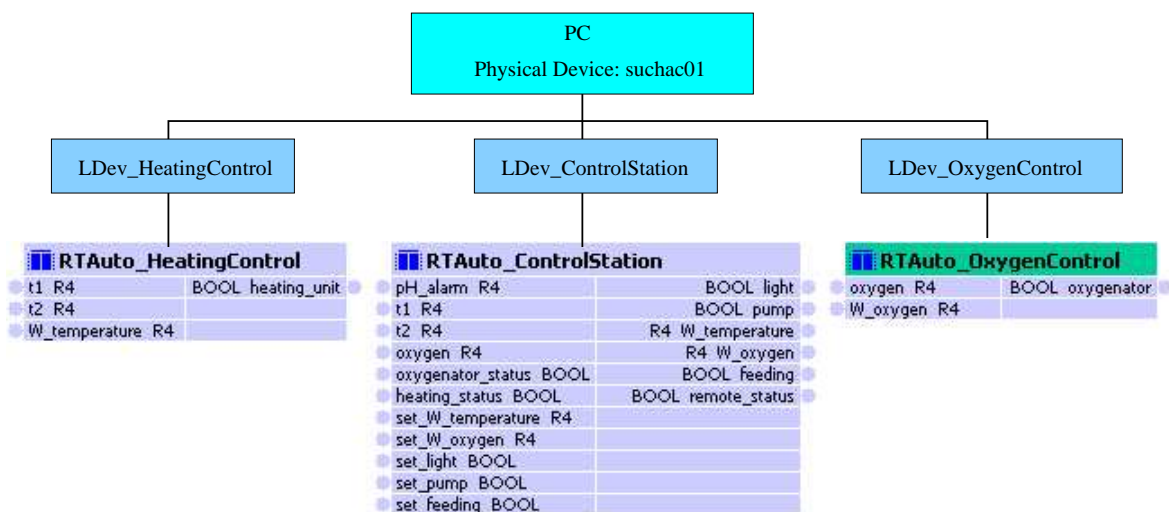 PC
Physical Device: suchac01
LDev_HeatingControl
LDev_ControlStation
LDev_OxygenControl
RTAuto_HeatingControl
t1 R4 BOOL heating_unit
t2 R4
W_temperature R4
RTAuto_ControlStation
pH_alarm R4 BOOL light
t1 R4 BOOL pump
t2 R4 R4 W_temperature
oxygen R4 R4 W_oxygen
oxygenator_status BOOL BOOL feeding
heating_status BOOL BOOL remote_status
set_W_temperature R4
set_W_oxygen R4
set_light BOOL
set_pump BOOL
set_feeding BOOL
RTAuto_OxygenControl
oxygen R4 BOOL oxygenator
W_oxygen R4